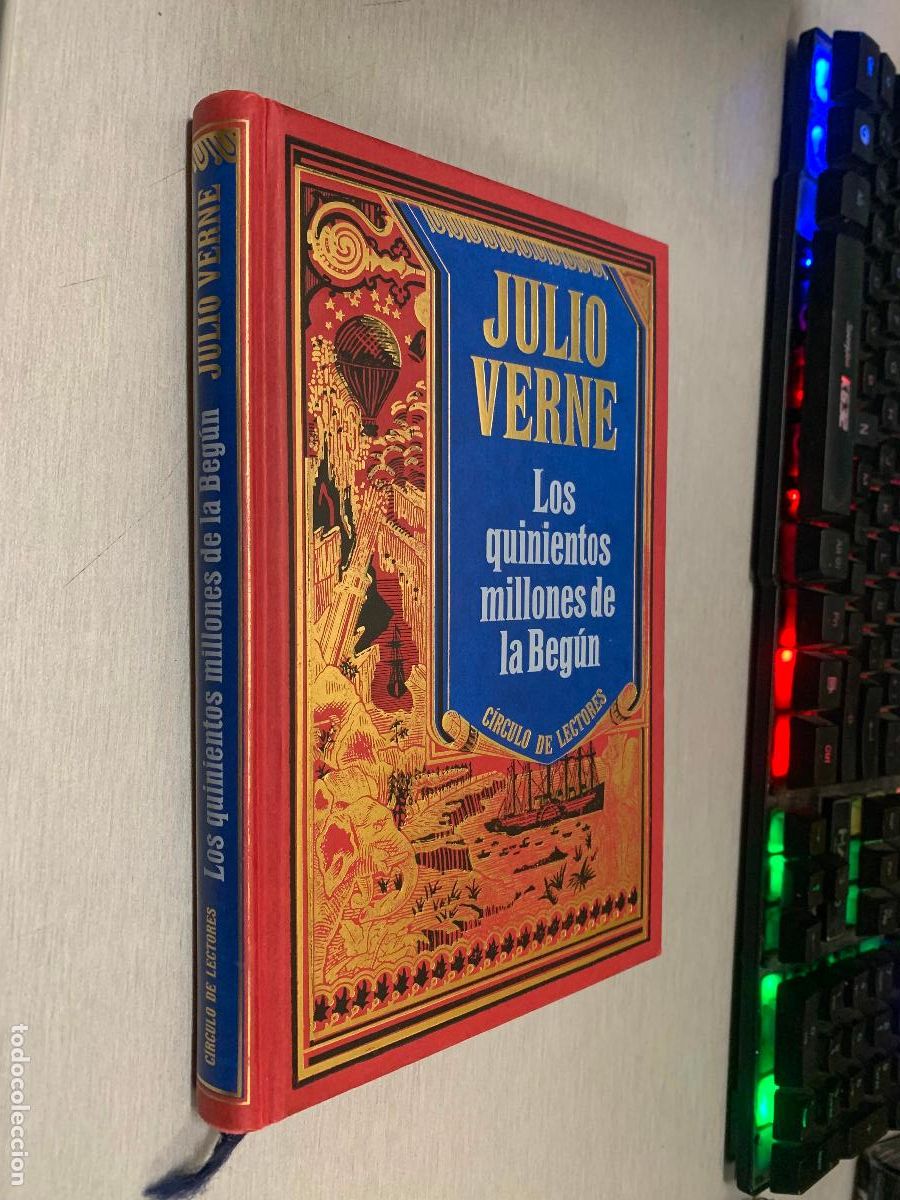 JULIO
VERNE
Los
quinientos
millones de
la Begún
CÍRCULO DE LECTORES
CÍRCULO DE LECTORES Los quinientos millones de la Begún JULIO VERNE
todocoleccion